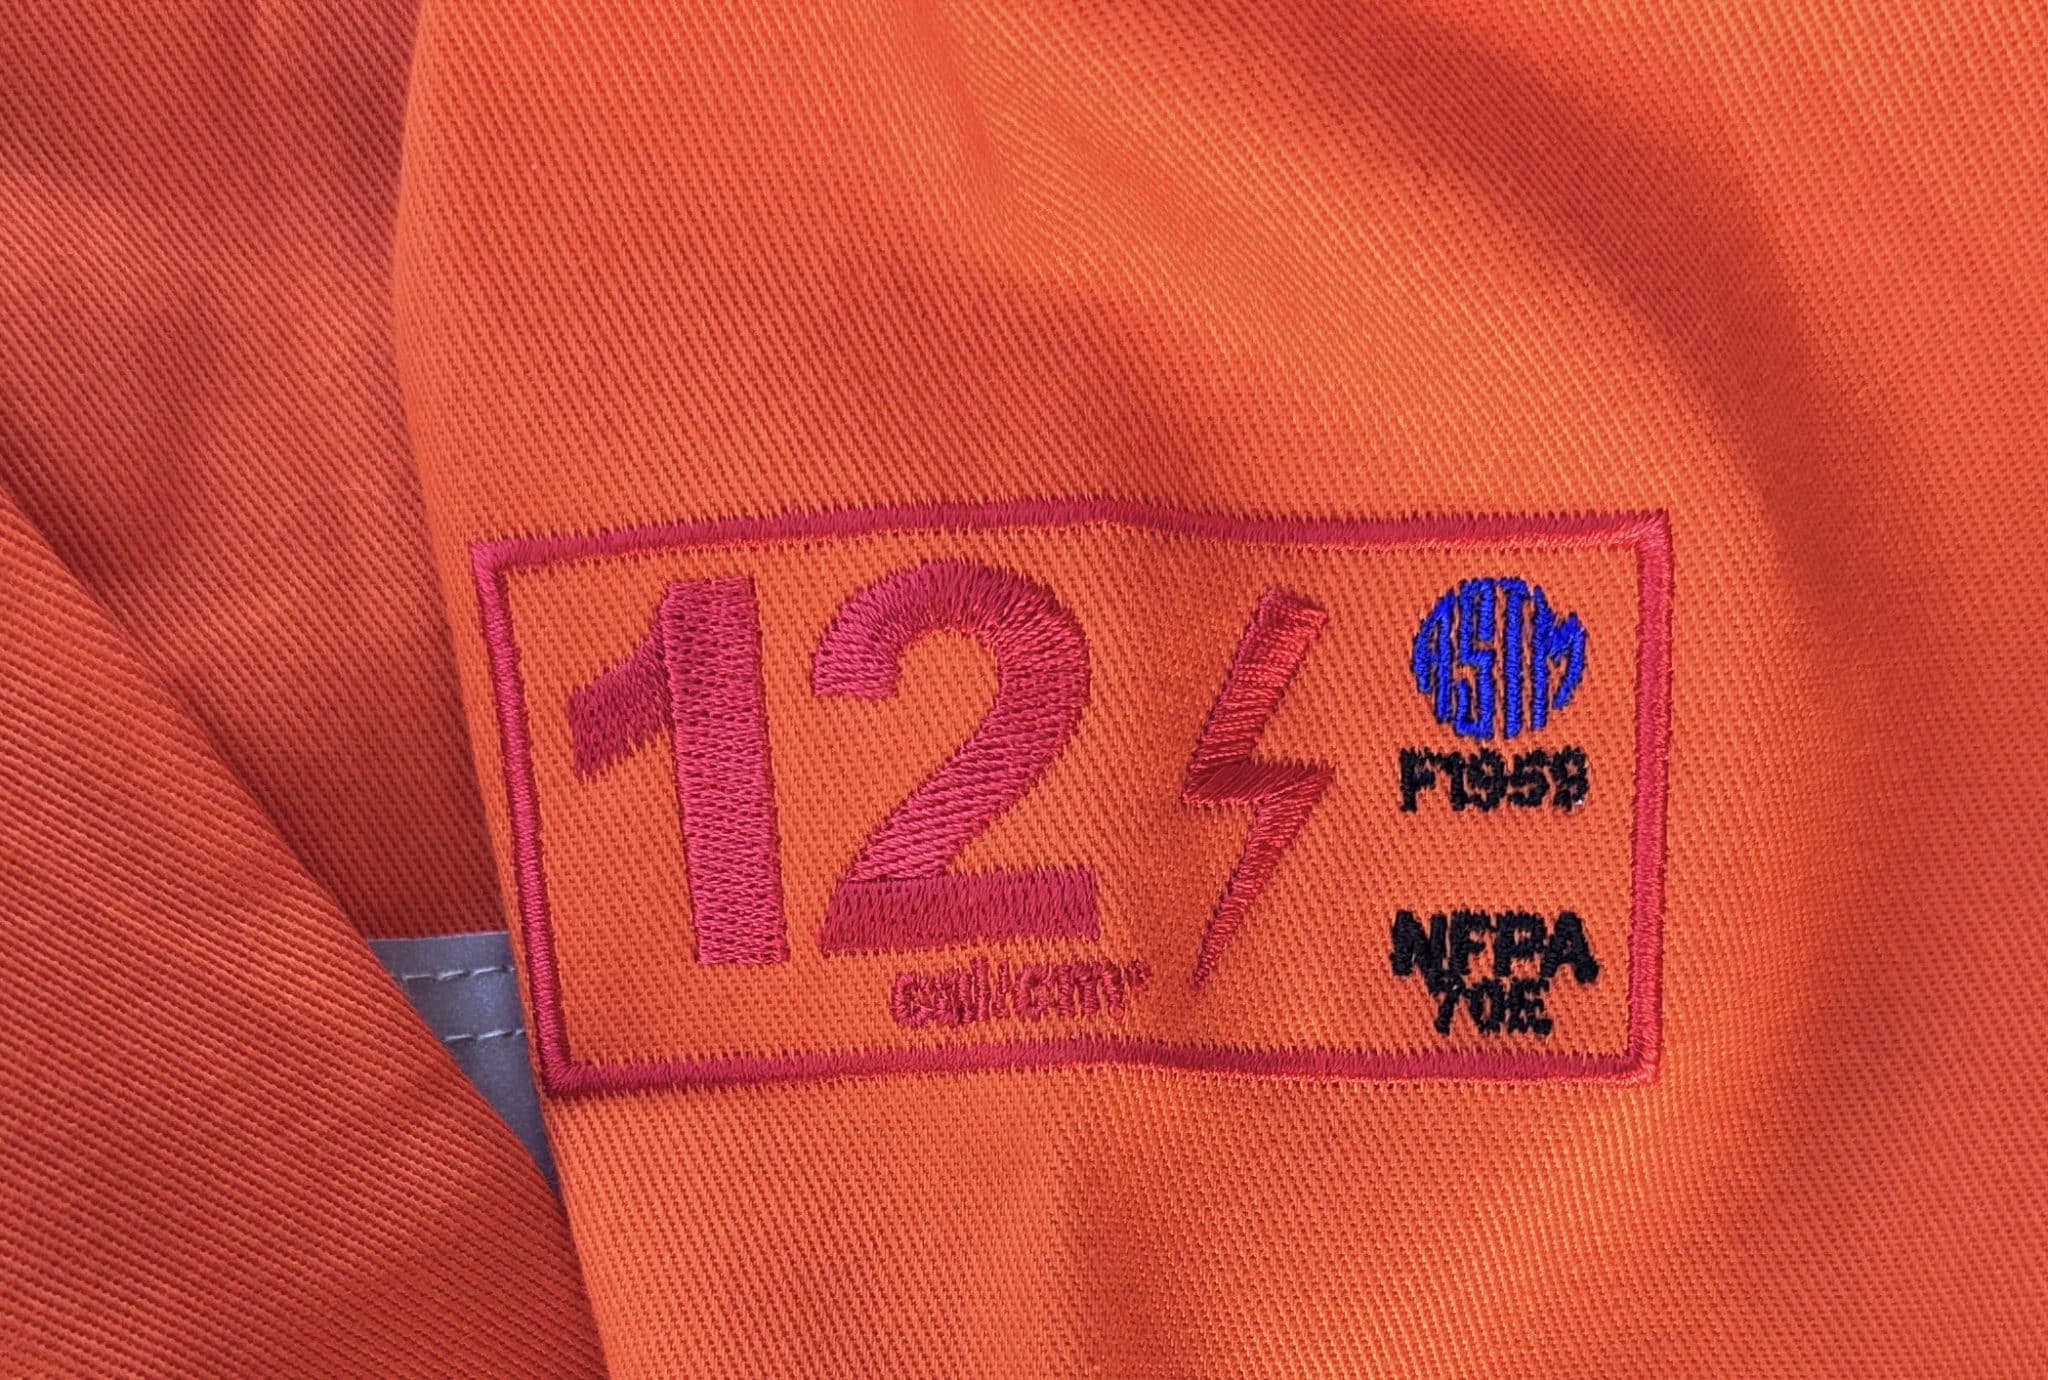 12
cal/cm²
ASTM
F1959
NFPA
70E